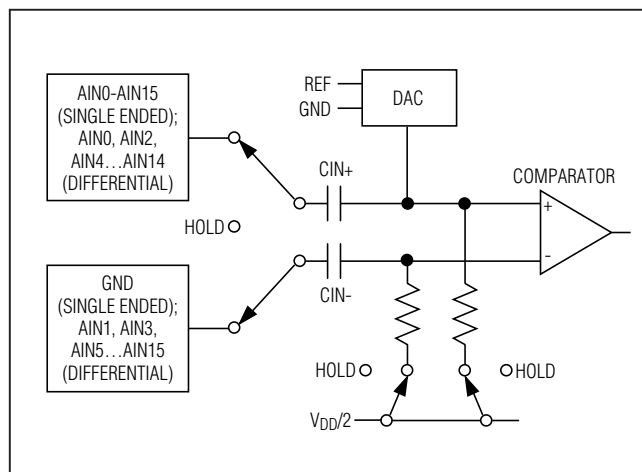 AIN0-AIN15
(SINGLE ENDED);
AIN0, AIN2,
AIN4…AIN14
(DIFFERENTIAL)
REF
GND
DAC
CIN+
COMPARATOR
+
-
HOLD
GND
(SINGLE ENDED);
AIN1, AIN3,
AIN5…AIN15
(DIFFERENTIAL)
CIN-
HOLD
HOLD
VDD/2